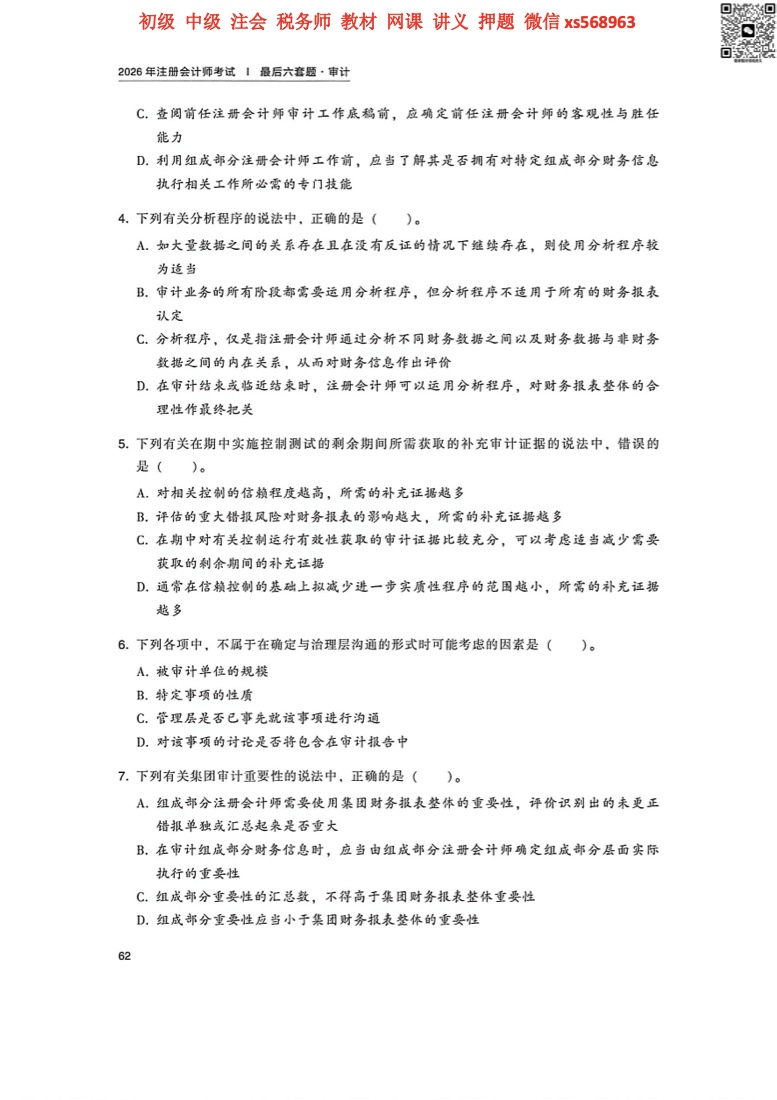 初级 中级 注会 税务师 教材 网课 讲义 押题 微信 xs568963
2026 年注册会计师考试 | 最后六套题·审计
C. 查阅前任注册会计师审计工作底稿前，应确定前任注册会计师的客观性与胜任
能力
D. 利用组成部分注册会计师工作前，应当了解其是否拥有对特定组成部分财务信息
执行相关工作所必需的专门技能
4. 下列有关分析程序的说法中，正确的是（　　）。
A. 如大量数据之间的关系存在且在没有反证的情况下继续存在，则使用分析程序较
为适当
B. 审计业务的所有阶段都需要运用分析程序，但分析程序不适用于所有的财务报表
认定
C. 分析程序，仅是指注册会计师通过分析不同财务数据之间以及财务数据与非财务
数据之间的内在关系，从而对财务信息作出评价
D. 在审计结束或临近结束时，注册会计师可以运用分析程序，对财务报表整体的合
理性作最终把关
5. 下列有关在期中实施控制测试的剩余期间所需获取的补充审计证据的说法中，错误的
是（　　）。
A. 对相关控制的信赖程度越高，所需的补充证据越多
B. 评估的重大错报风险对财务报表的影响越大，所需的补充证据越多
C. 在期中对有关控制运行有效性获取的审计证据比较充分，可以考虑适当减少需要
获取的剩余期间的补充证据
D. 通常在信赖控制的基础上拟减少进一步实质性程序的范围越小，所需的补充证据
越多
6. 下列各项中，不属于在确定与治理层沟通的形式时可能考虑的因素是（　　）。
A. 被审计单位的规模
B. 特定事项的性质
C. 管理层是否已事先就该事项进行沟通
D. 对该事项的讨论是否将包含在审计报告中
7. 下列有关集团审计重要性的说法中，正确的是（　　）。
A. 组成部分注册会计师需要使用集团财务报表整体的重要性，评价识别出的未更正
错报单独或汇总起来是否重大
B. 在审计组成部分财务信息时，应当由组成部分注册会计师确定组成部分层面实际
执行的重要性
C. 组成部分重要性的汇总数，不得高于集团财务报表整体重要性
D. 组成部分重要性应当小于集团财务报表整体的重要性
62